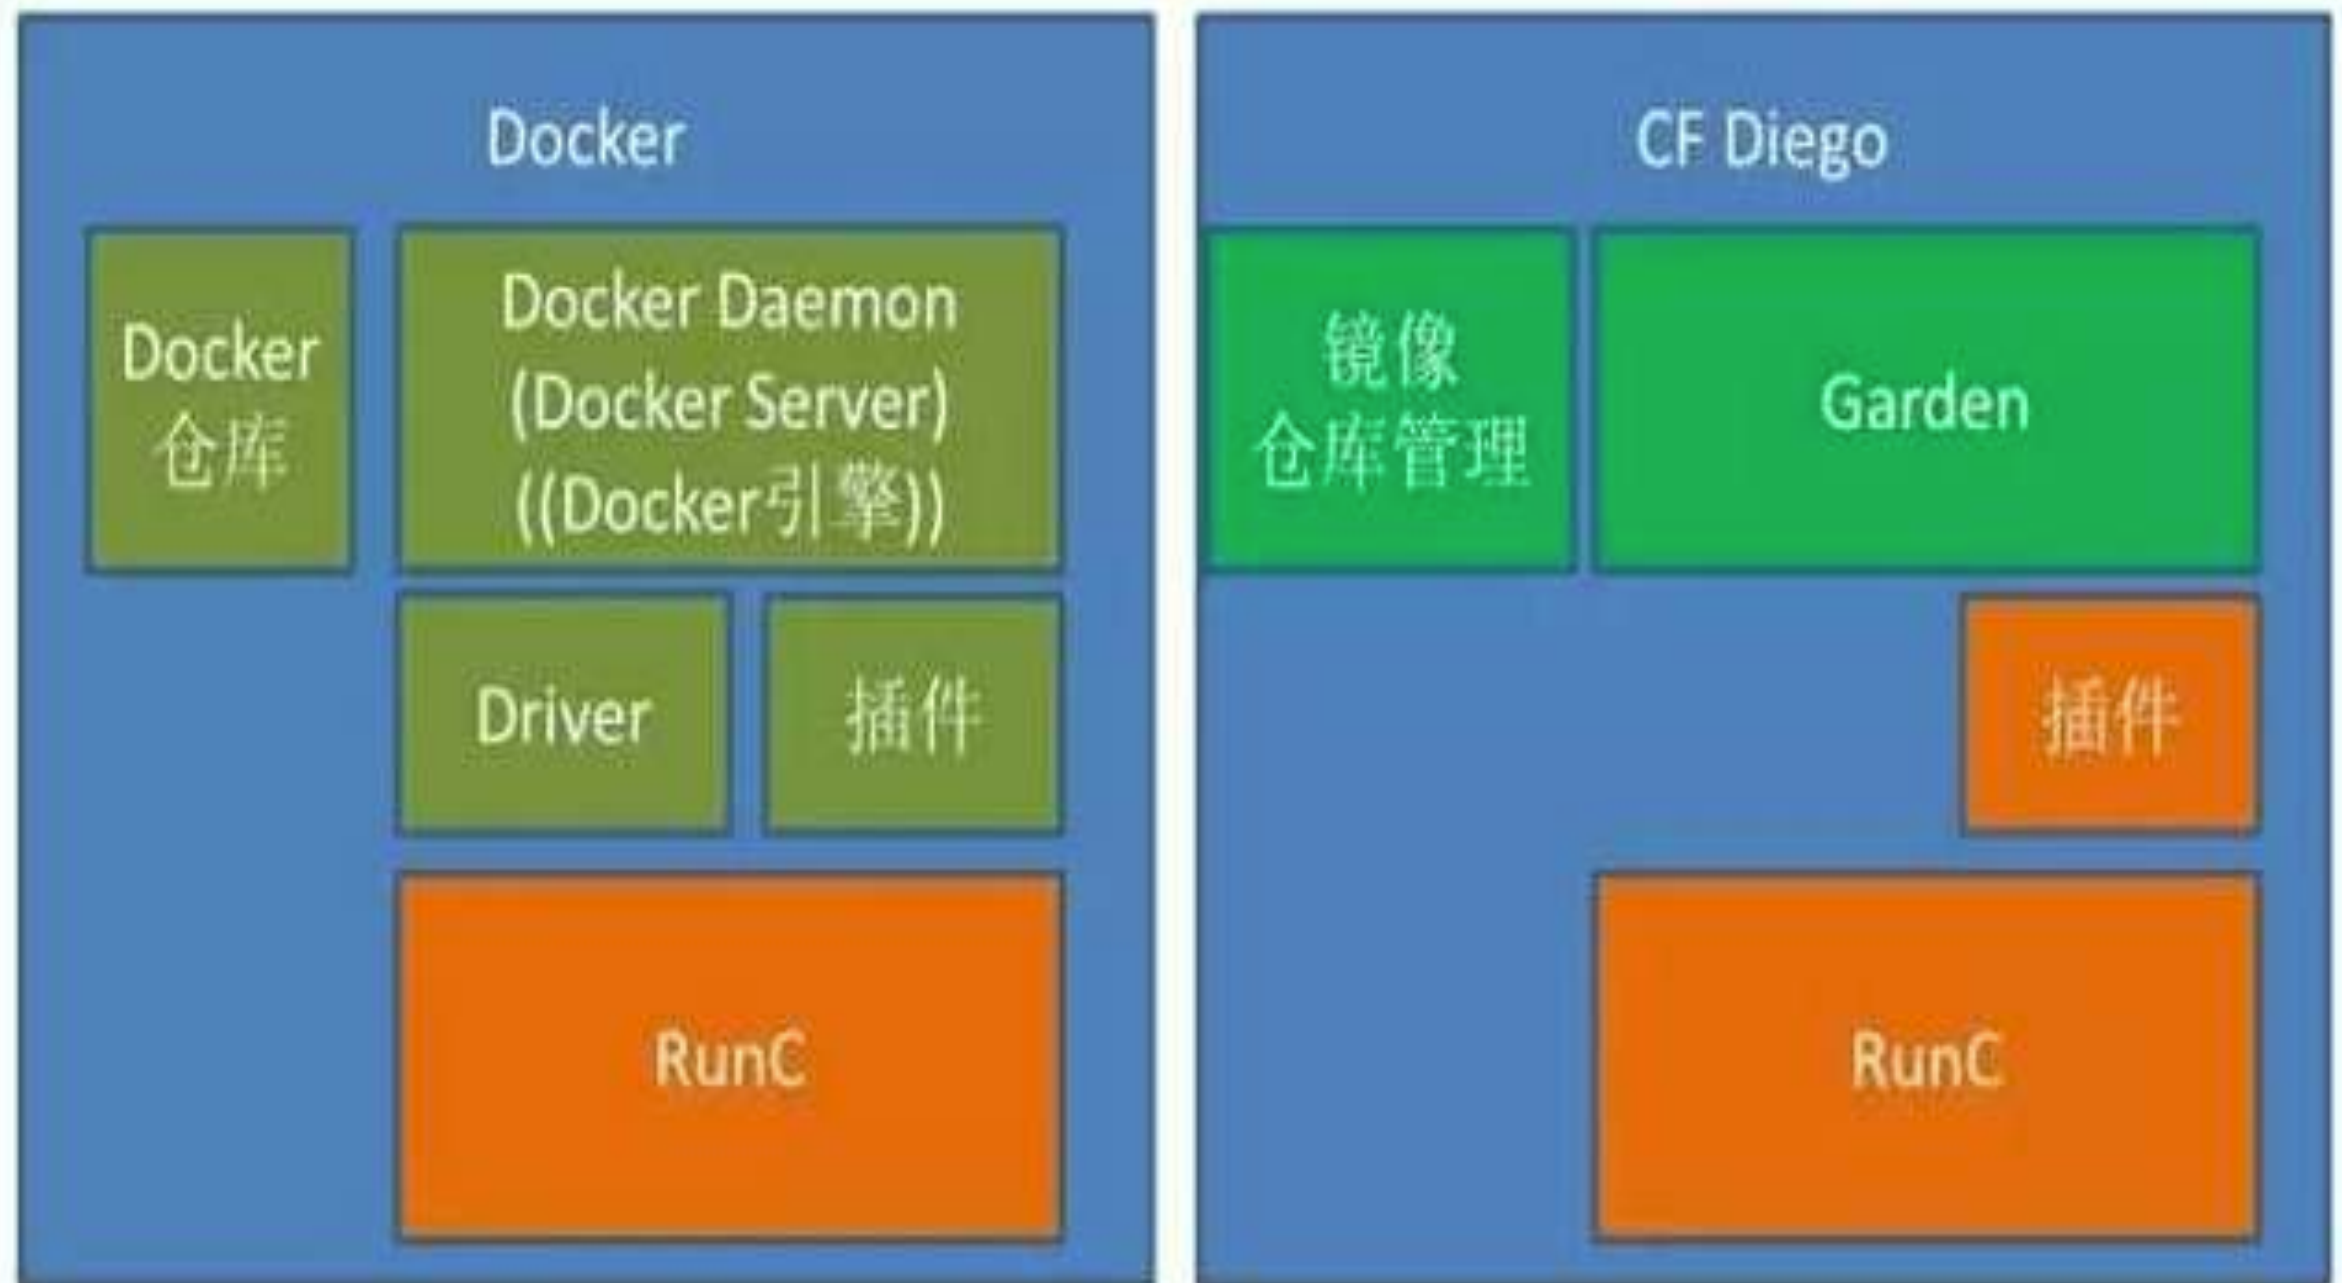 Docker
Docker
仓库
Docker Daemon
(Docker Server)
((Docker引擎))
Driver
插件
RunC
CF Diego
镜像
仓库管理
Garden
插件
RunC